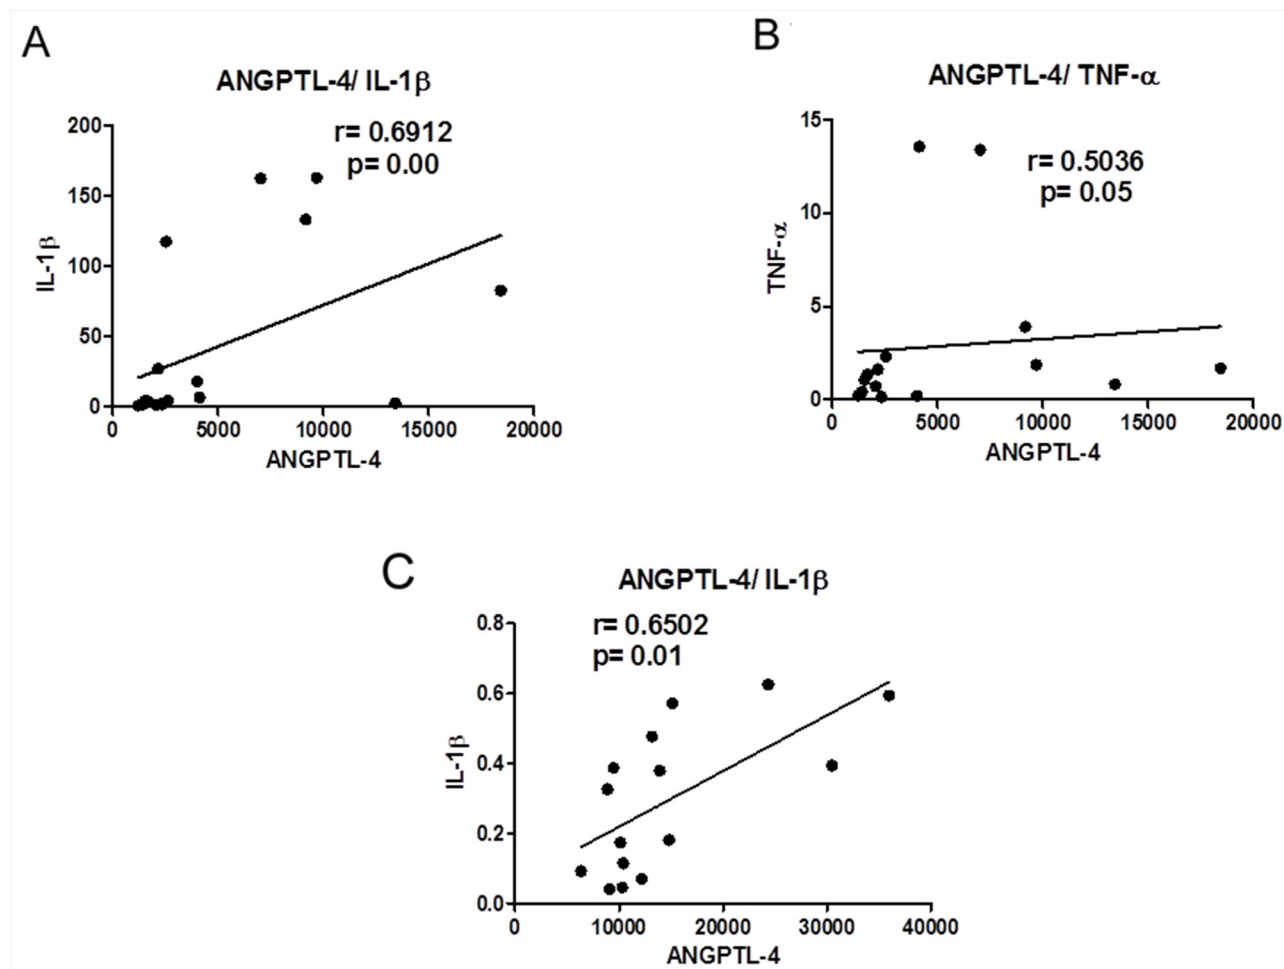 A
ANGPTL-4/ IL-1β
r= 0.6912
p= 0.00
200
150
100
50
0
IL-1β
0 5000 10000 15000 20000
ANGPTL-4
B
ANGPTL-4/ TNF-α
r= 0.5036
p= 0.05
15
10
5
0
TNF-α
0 5000 10000 15000 20000
ANGPTL-4
C
ANGPTL-4/ IL-1β
r= 0.6502
p= 0.01
0.8
0.6
0.4
0.2
0.0
IL-1β
0 10000 20000 30000 40000
ANGPTL-4